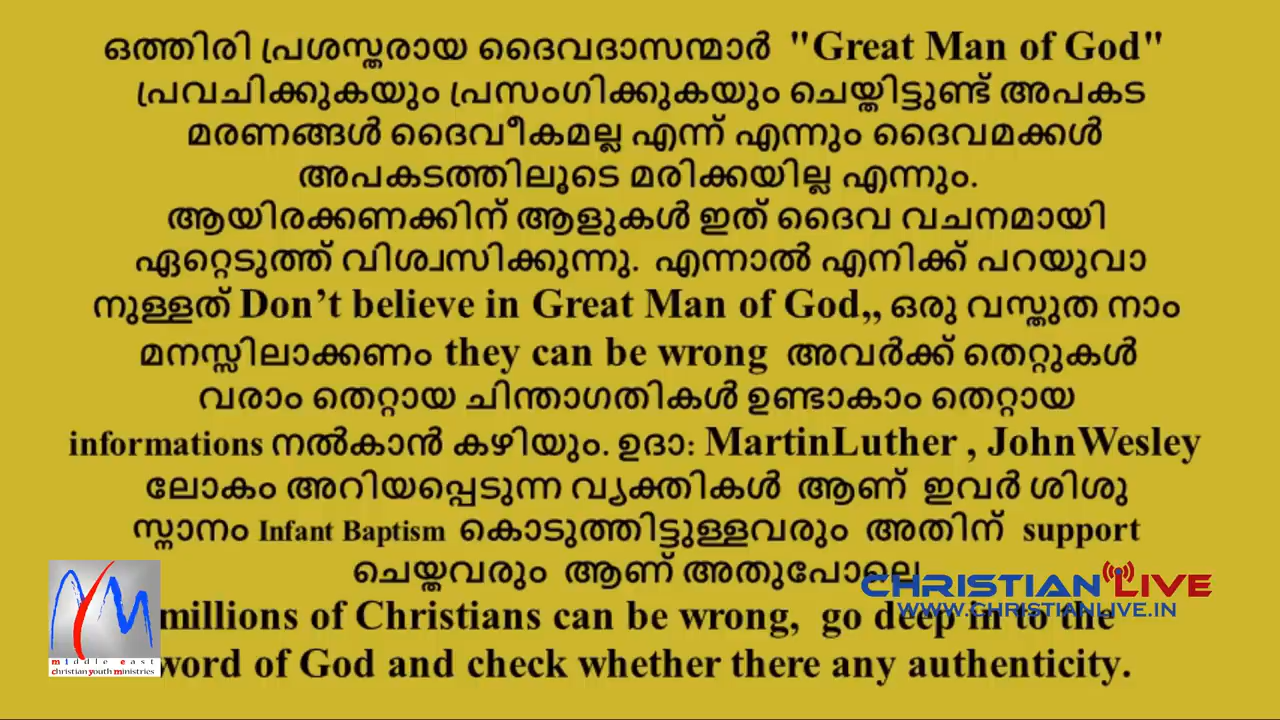 ഒത്തിരി പ്രശസ്തരായ ദൈവദാസന്മാർ "Great Man of God"
പ്രവചിക്കുകയും പ്രസംഗിക്കുകയും ചെയ്തിട്ടുണ്ട് അപകട
മരണങ്ങൾ ദൈവീകമല്ല എന്ന് എന്നും ദൈവമക്കൾ
അപകടത്തിലൂടെ മരിക്കയില്ല എന്നും.
ആയിരക്കണക്കിന് ആളുകൾ ഇത് ദൈവ വചനമായി
ഏറ്റെടുത്ത് വിശ്വസിക്കുന്നു. എന്നാൽ എനിക്ക് പറയുവാ
നുള്ളത് Don’t believe in Great Man of God,, ഒരു വസ്തുത നാം
മനസ്സിലാക്കണം they can be wrong അവർക്ക് തെറ്റുകൾ
വരാം തെറ്റായ ചിന്താഗതികൾ ഉണ്ടാകാം തെറ്റായ
informations നൽകാൻ കഴിയും. ഉദാ: MartinLuther , JohnWesley
ലോകം അറിയപ്പെടുന്ന വ്യക്തികൾ ആണ് ഇവർ ശിശു
സ്നാനം Infant Baptism കൊടുത്തിട്ടുള്ളവരും അതിന് support
ചെയ്തവരും ആണ് അതുപോലെ
millions of Christians can be wrong, go deep in to the
word of God and check whether there any authenticity.
middle east
christian youth ministries
CHRISTIAN LIVE
WWW.CHRISTIANLIVE.IN